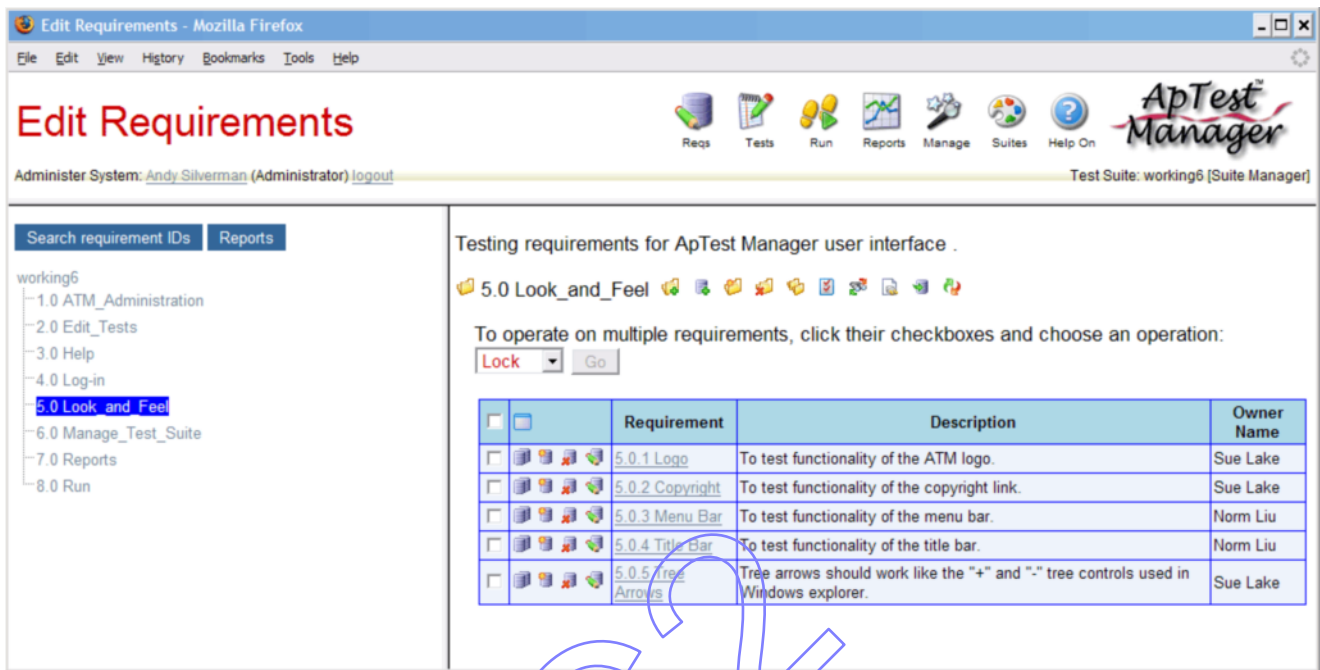 Edit Requirements - Mozilla Firefox
File Edit View History Bookmarks Tools Help
Edit Requirements
Reqs Tests Run Reports Manage Suites Help On
ApTest™
Manager
Administer System: Andy Silverman (Administrator) logout
Test Suite: working6 [Suite Manager]
Search requirement IDs Reports
working6
1.0 ATM_Administration
2.0 Edit_Tests
3.0 Help
4.0 Log-in
5.0 Look_and_Feel
6.0 Manage_Test_Suite
7.0 Reports
8.0 Run
Testing requirements for ApTest Manager user interface .
5.0 Look_and_Feel
To operate on multiple requirements, click their checkboxes and choose an operation:
Lock Go
Requirement Description Owner Name
5.0.1 Logo To test functionality of the ATM logo. Sue Lake
5.0.2 Copyright To test functionality of the copyright link. Sue Lake
5.0.3 Menu Bar To test functionality of the menu bar. Norm Liu
5.0.4 Title Bar To test functionality of the title bar. Norm Liu
5.0.5 Tree Arrows Tree arrows should work like the "+" and "-" tree controls used in Windows explorer. Sue Lake